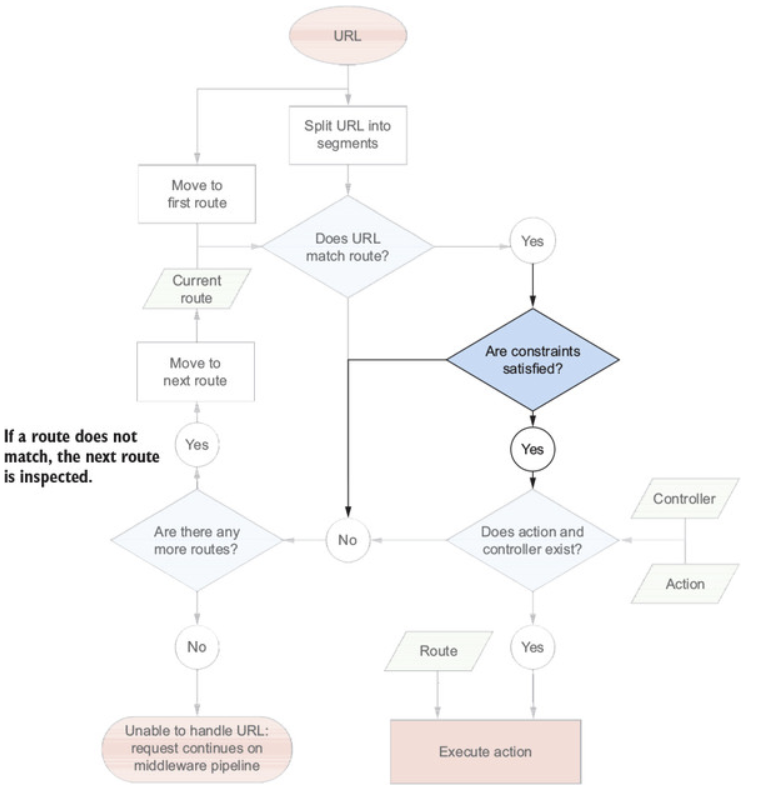 URL
Split URL into
segments
Move to
first route
Does URL
match route?
Yes
Current
route
Are constraints
satisfied?
Move to
next route
If a route does not
match, the next route
is inspected.
Yes
Yes
Controller
Are there any
more routes?
No
Does action and
controller exist?
Action
No
Route
Yes
Unable to handle URL:
request continues on
middleware pipeline
Execute action